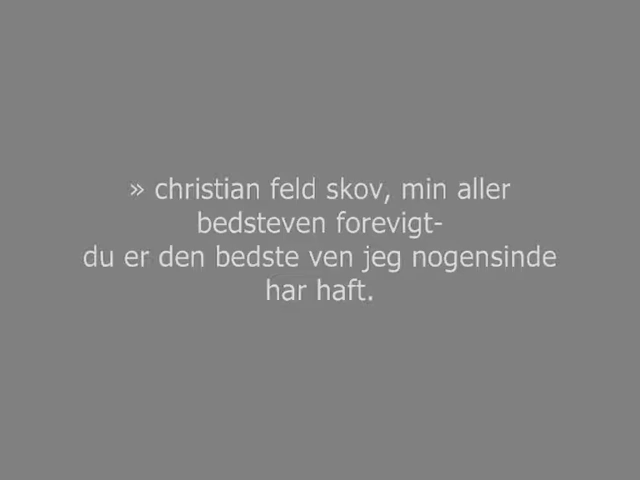 » christian feld skov, min aller
bedsteven forevigt-
du er den bedste ven jeg nogensinde
har haft.